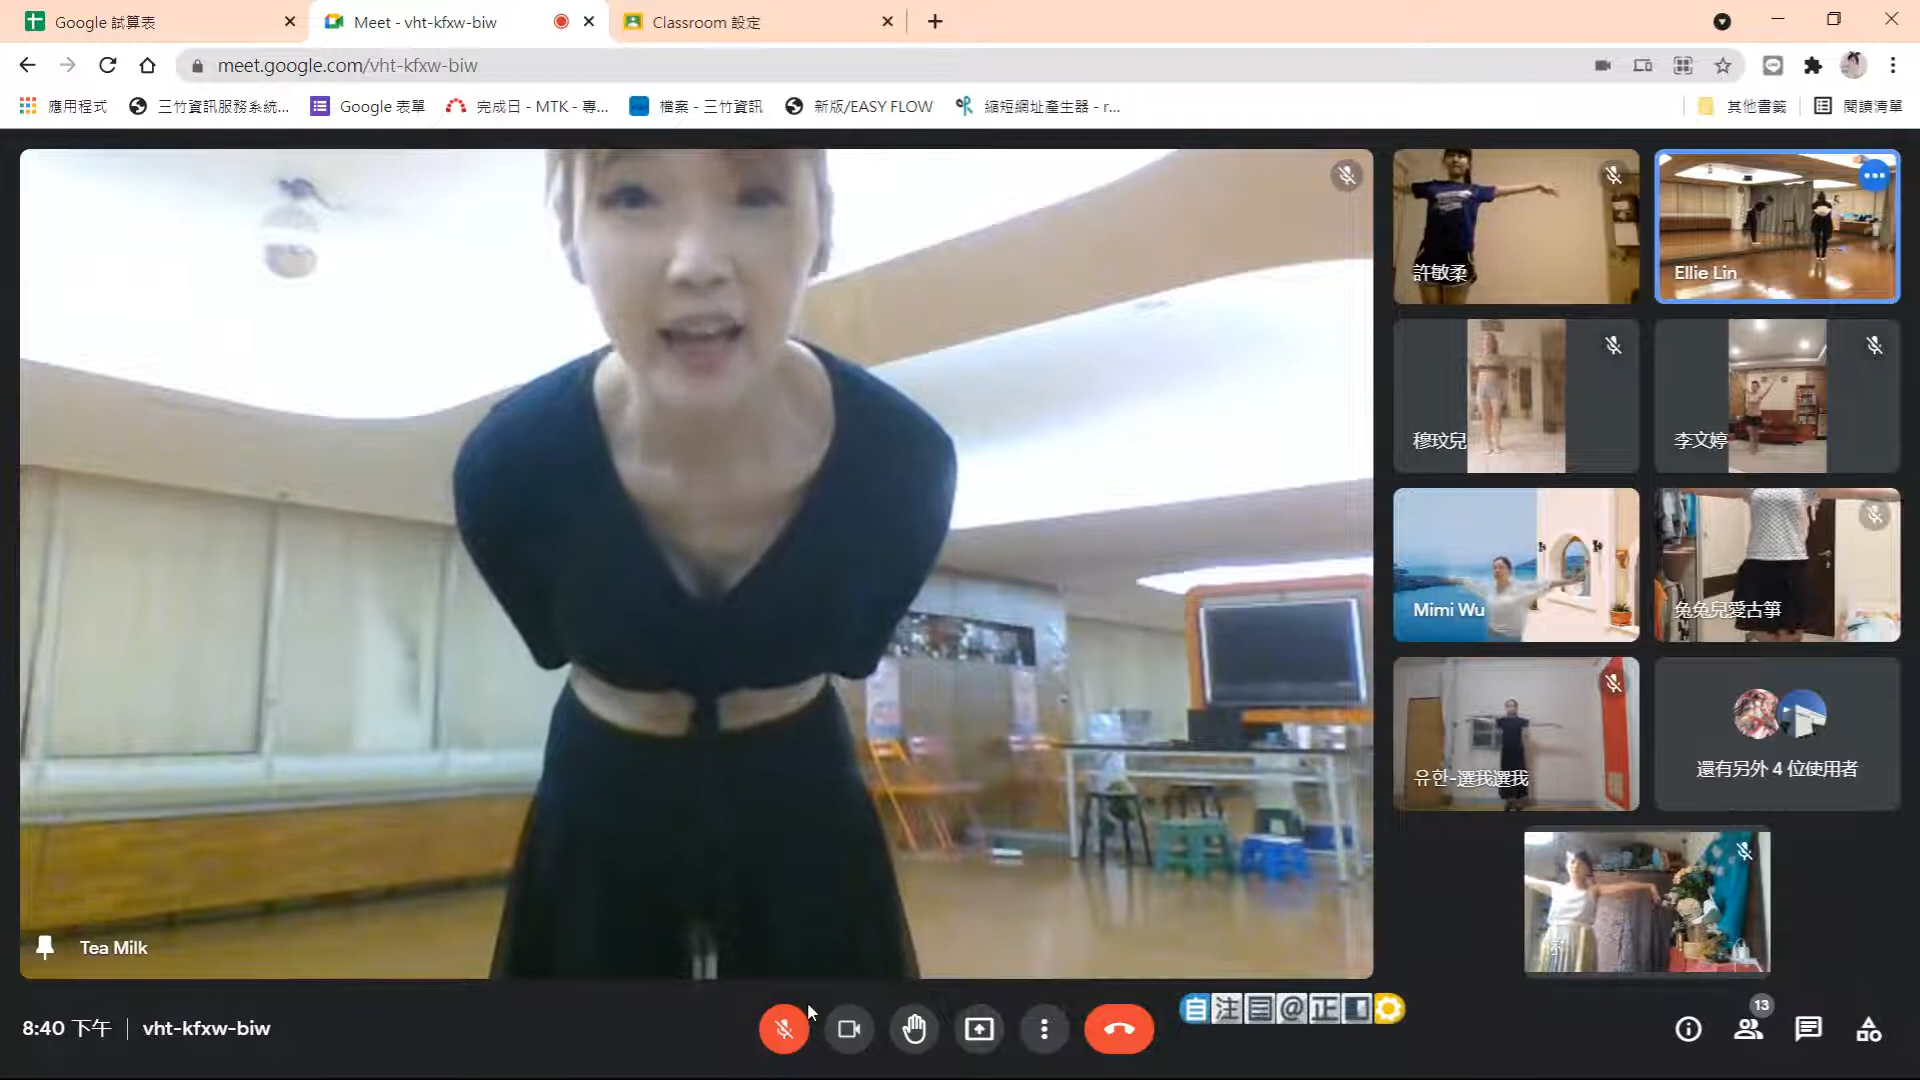 Google 試算表
Meet - vht-kfxw-biw
Classroom 設定
meet.google.com/vht-kfxw-biw
應用程式
三竹資訊服務系統...
Google 表單
完成日 - MTK - 專...
檔案 - 三竹資訊
新版/EASY FLOW
縮短網址產生器 - r...
其他書籤
閱讀清單
許敏柔
Ellie Lin
穆玟兒
李文婷
Mimi Wu
兔兔兒愛古箏
유한-選我選我
還有另外 4 位使用者
Tea Milk
8:40 下午
vht-kfxw-biw
注
@
正
13